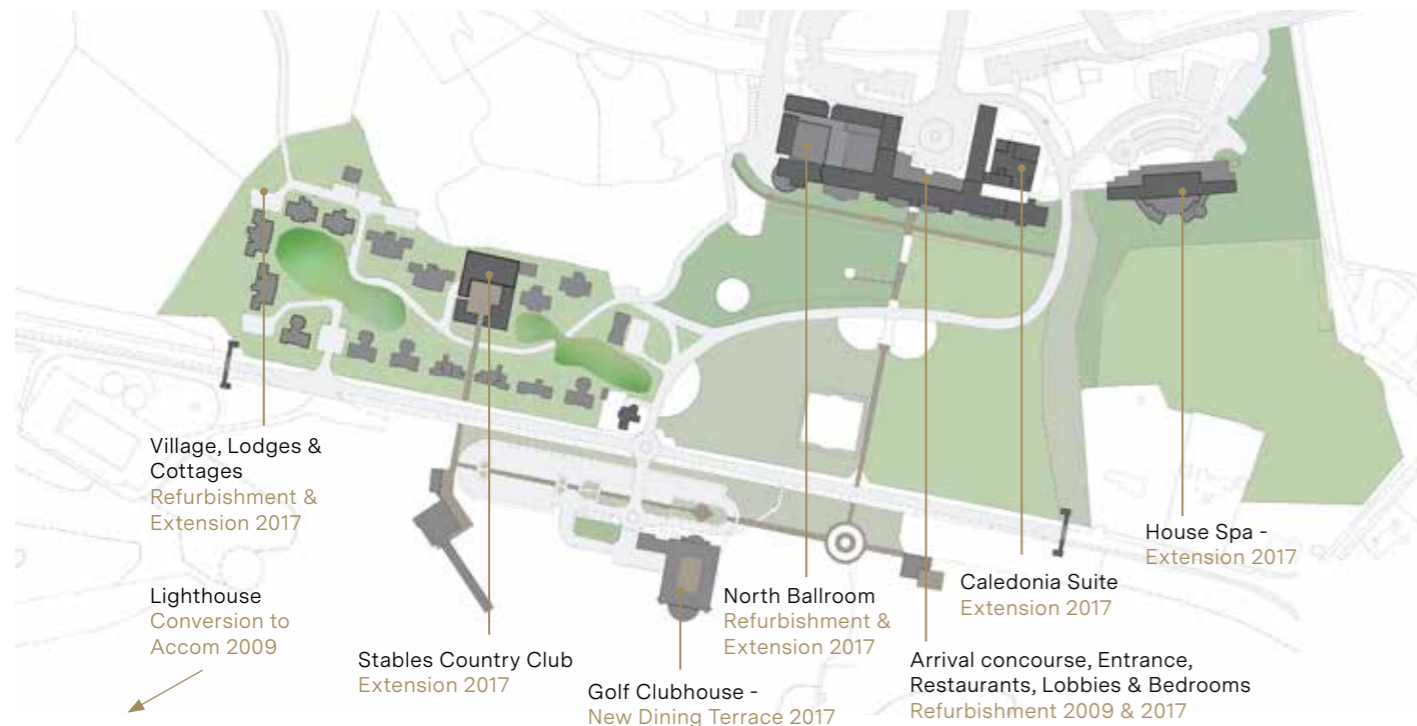 Village, Lodges &
Cottages
Refurbishment &
Extension 2017
Lighthouse
Conversion to
Accom 2009
Stables Country Club
Extension 2017
Golf Clubhouse -
New Dining Terrace 2017
North Ballroom
Refurbishment &
Extension 2017
Arrival concourse, Entrance,
Restaurants, Lobbies & Bedrooms
Refurbishment 2009 & 2017
Caledonia Suite
Extension 2017
House Spa -
Extension 2017